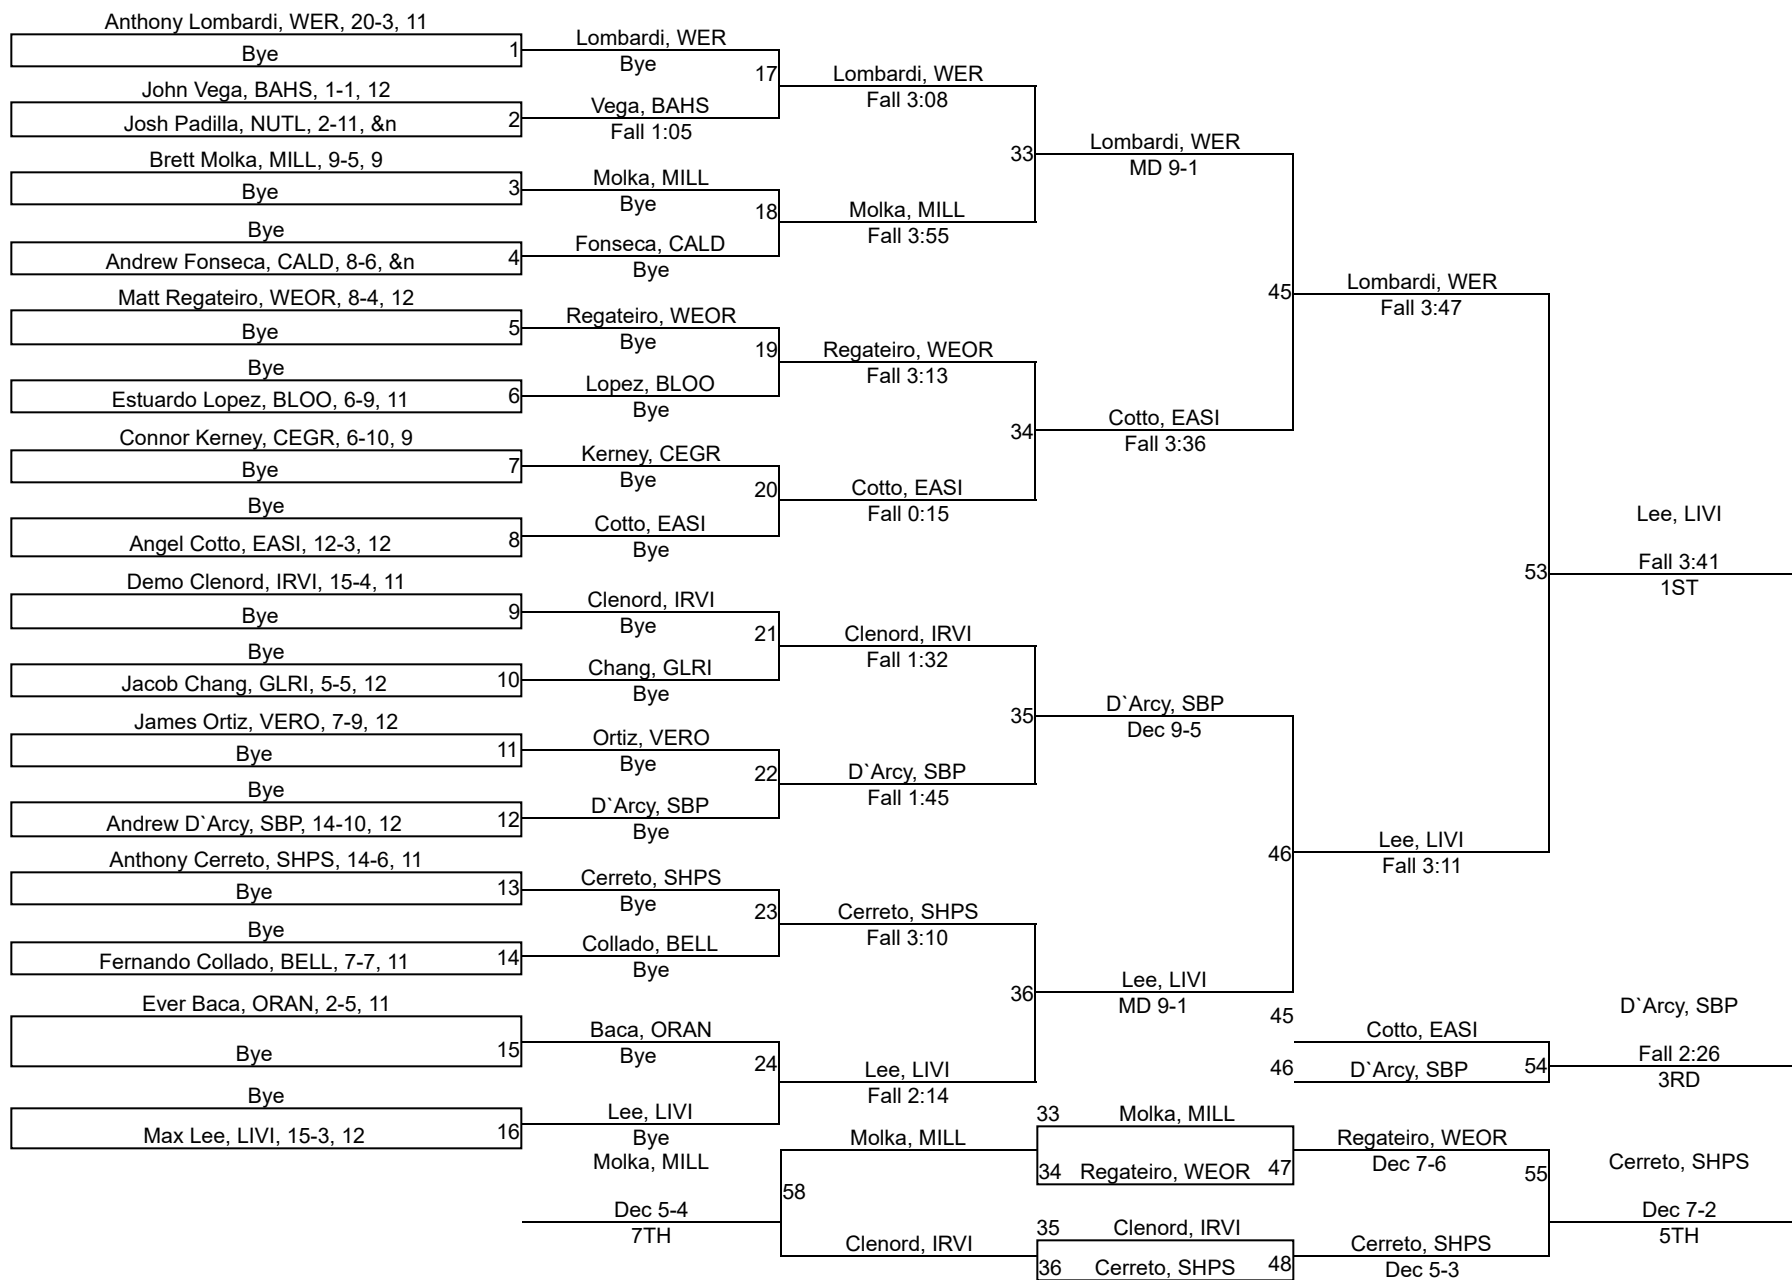 Anthony Lombardi, WER, 20-3, 11
Bye
1
John Vega, BAHS, 1-1, 12
Josh Padilla, NUTL, 2-11, &n
2
Brett Molka, MILL, 9-5, 9
Bye
3
Bye
Andrew Fonseca, CALD, 8-6, &n
4
Matt Regateiro, WEOR, 8-4, 12
Bye
5
Bye
Estuardo Lopez, BLOO, 6-9, 11
6
Connor Kerney, CEGR, 6-10, 9
Bye
7
Bye
Angel Cotto, EASI, 12-3, 12
8
Demo Clenord, IRVI, 15-4, 11
Bye
9
Bye
Jacob Chang, GLRI, 5-5, 12
10
James Ortiz, VERO, 7-9, 12
Bye
11
Bye
Andrew D`Arcy, SBP, 14-10, 12
12
Anthony Cerreto, SHPS, 14-6, 11
Bye
13
Bye
Fernando Collado, BELL, 7-7, 11
14
Ever Baca, ORAN, 2-5, 11
Bye
15
Bye
Max Lee, LIVI, 15-3, 12
16
Lombardi, WER
Bye
17
Vega, BAHS
Fall 1:05
Molka, MILL
Bye
18
Fonseca, CALD
Bye
Regateiro, WEOR
Bye
19
Lopez, BLOO
Bye
Kerney, CEGR
Bye
20
Cotto, EASI
Bye
Clenord, IRVI
Bye
21
Chang, GLRI
Bye
Ortiz, VERO
Bye
22
D`Arcy, SBP
Bye
Cerreto, SHPS
Bye
23
Collado, BELL
Bye
Baca, ORAN
Bye
24
Lee, LIVI
Bye
Lombardi, WER
Fall 3:08
33
Molka, MILL
Fall 3:55
Regateiro, WEOR
Fall 3:13
34
Cotto, EASI
Fall 0:15
Clenord, IRVI
Fall 1:32
35
D`Arcy, SBP
Fall 1:45
Cerreto, SHPS
Fall 3:10
36
Lee, LIVI
Fall 2:14
Lombardi, WER
MD 9-1
45
Cotto, EASI
Fall 3:36
D`Arcy, SBP
Dec 9-5
46
Lee, LIVI
MD 9-1
Lombardi, WER
Fall 3:47
53
Lee, LIVI
Fall 3:11
Lee, LIVI
Fall 3:41
1ST
45
Cotto, EASI
46
D`Arcy, SBP
54
D`Arcy, SBP
Fall 2:26
3RD
33
Molka, MILL
34
Regateiro, WEOR
47
35
Clenord, IRVI
36
Cerreto, SHPS
48
Regateiro, WEOR
Dec 7-6
55
Cerreto, SHPS
Dec 5-3
Cerreto, SHPS
Dec 7-2
5TH
Molka, MILL
58
Clenord, IRVI
Molka, MILL
Dec 5-4
7TH